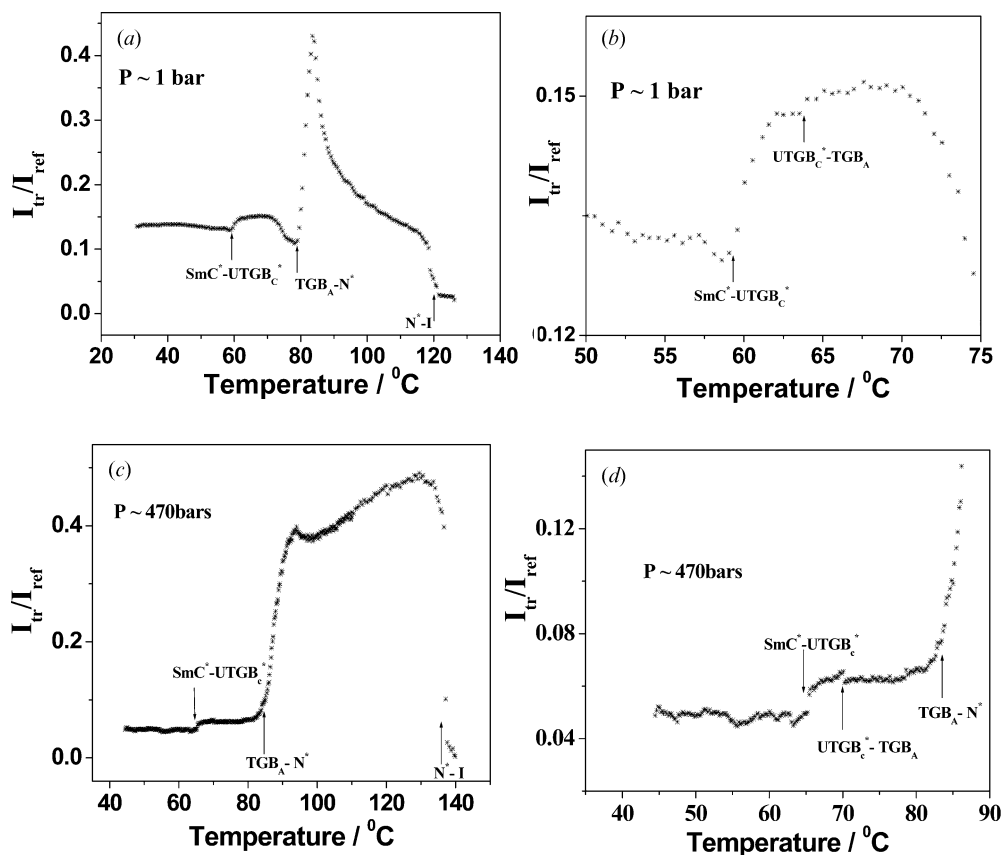 (a)
P ~ 1 bar
I_tr/I_ref
0.4
0.3
0.2
0.1
0.0
SmC*-UTGB_C*
TGB_A-N*
N*-I
20 40 60 80 100 120 140
Temperature / ⁰C
(b)
P ~ 1 bar
I_tr/I_ref
0.15
0.12
UTGB_C*-TGB_A
SmC*-UTGB_C*
50 55 60 65 70 75
Temperature / ⁰C
(c)
P ~ 470bars
I_tr/I_ref
0.4
0.2
0.0
SmC*-UTGB_c*
TGB_A- N*
N*- I
40 60 80 100 120 140
Temperature / ⁰C
(d)
P ~ 470bars
I_tr/I_ref
0.12
0.08
0.04
SmC*-UTGB_c*
UTGB_c*- TGB_A
TGB_A- N*
40 50 60 70 80 90
Temperature / ⁰C